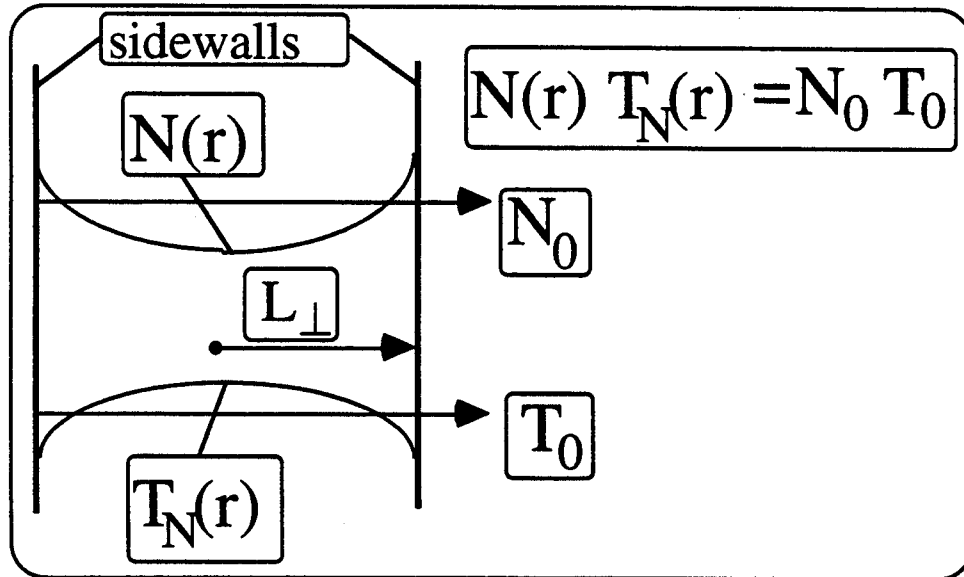 sidewalls
N(r) T_N(r) = N_0 T_0
N(r)
N_0
L_⊥
T_0
T_N(r)